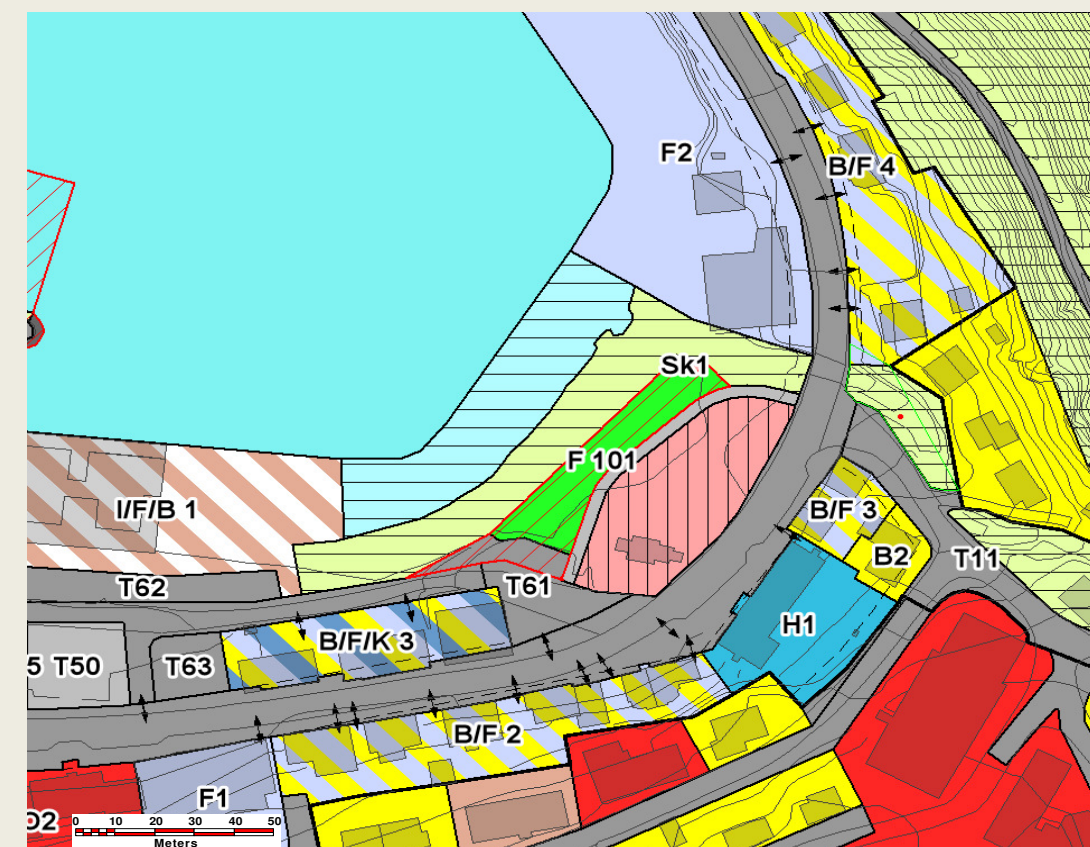 F2
B/F 4
Sk1
F 101
I/F/B 1
B/F 3
B2
T11
T62
T61
H1
B/F/K 3
5 T50
T63
B/F 2
F1
O2
0 10 20 30 40 50
Meters